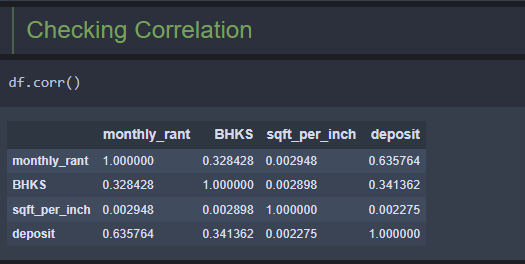 Checking Correlation
df.corr()
monthly_rant BHKS sqft_per_inch deposit
monthly_rant 1.000000 0.328428 0.002948 0.635764
BHKS 0.328428 1.000000 0.002898 0.341362
sqft_per_inch 0.002948 0.002898 1.000000 0.002275
deposit 0.635764 0.341362 0.002275 1.000000